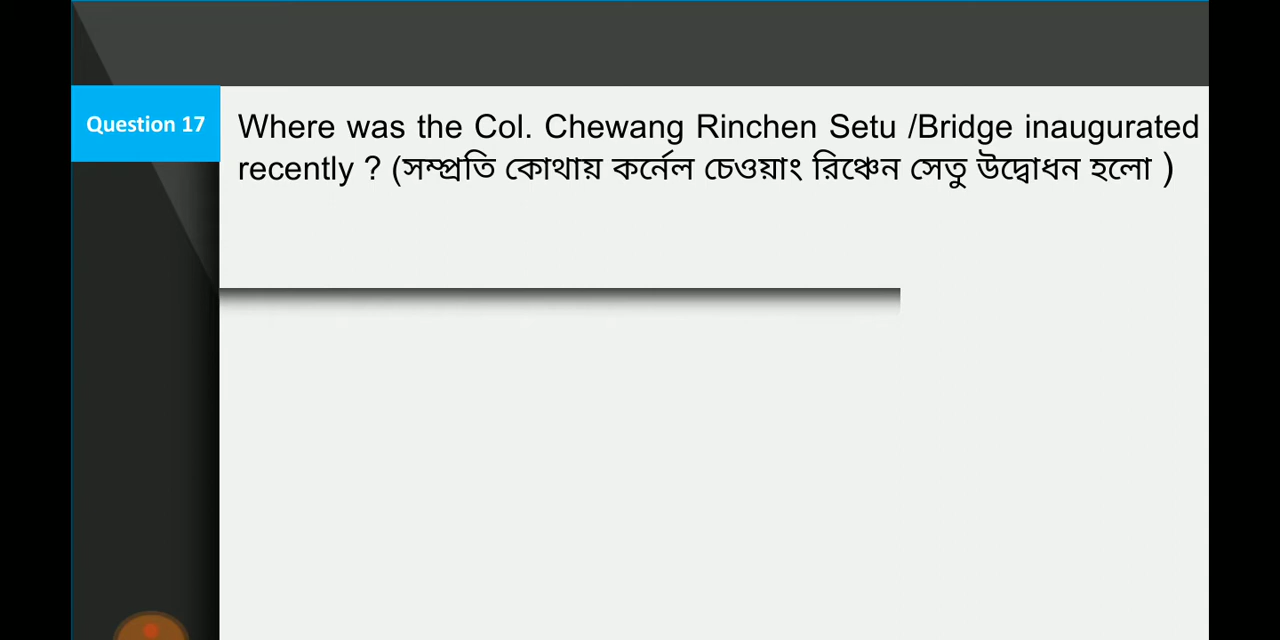 Question 17
Where was the Col. Chewang Rinchen Setu /Bridge inaugurated
recently ? (সম্প্রতি কোথায় কর্নেল চেওয়াং রিঞ্চেন সেতু উদ্বোধন হলো )